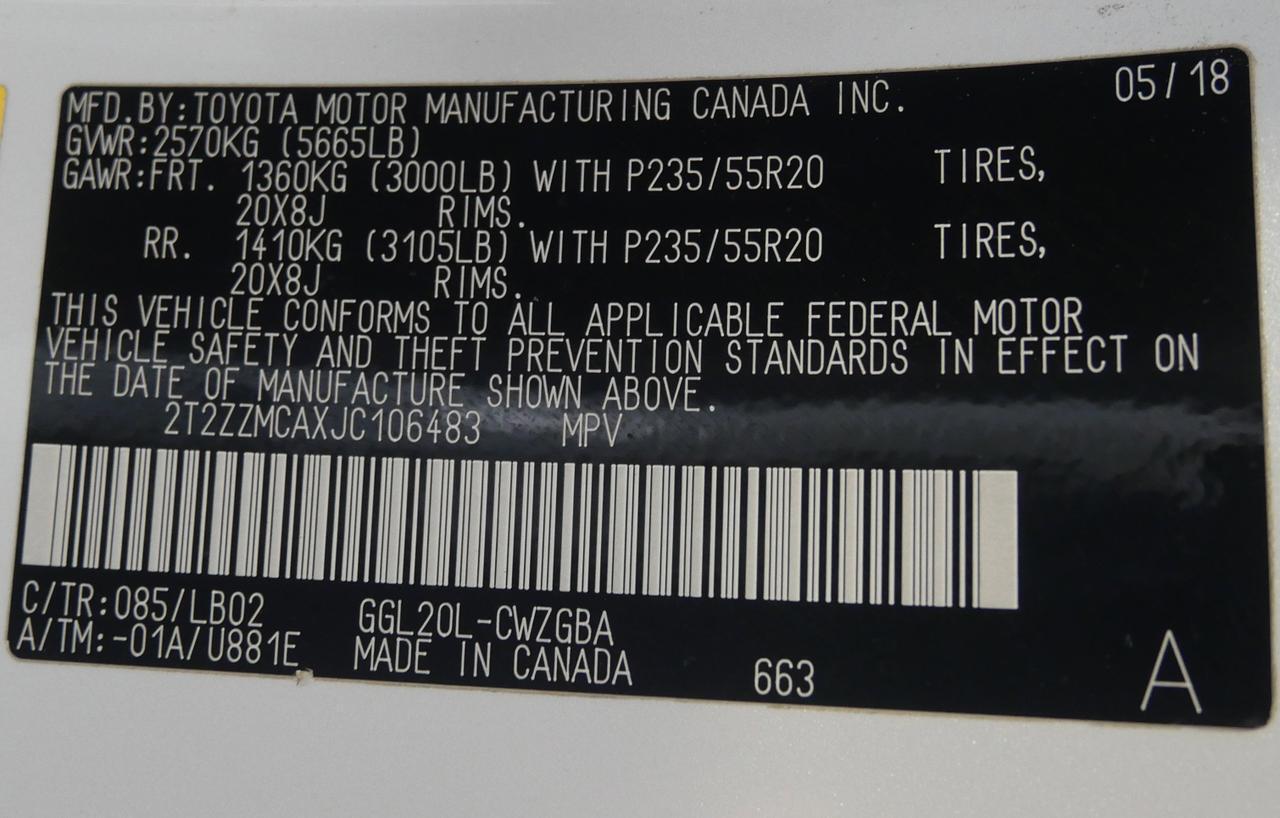 05/18
MFD.BY:TOYOTA MOTOR MANUFACTURING CANADA INC.
GVWR:2570KG (5665LB)
GAWR:FRT. 1360KG (3000LB) WITH P235/55R20 TIRES,
20X8J RIMS.
RR. 1410KG (3105LB) WITH P235/55R20 TIRES,
20X8J RIMS.
THIS VEHICLE CONFORMS TO ALL APPLICABLE FEDERAL MOTOR
VEHICLE SAFETY AND THEFT PREVENTION STANDARDS IN EFFECT ON
THE DATE OF MANUFACTURE SHOWN ABOVE.
2T2ZZMCAXJC106483 MPV
C/TR:085/LB02 GGL20L-CWZGBA
A/TM:-01A/U881E MADE IN CANADA 663 A